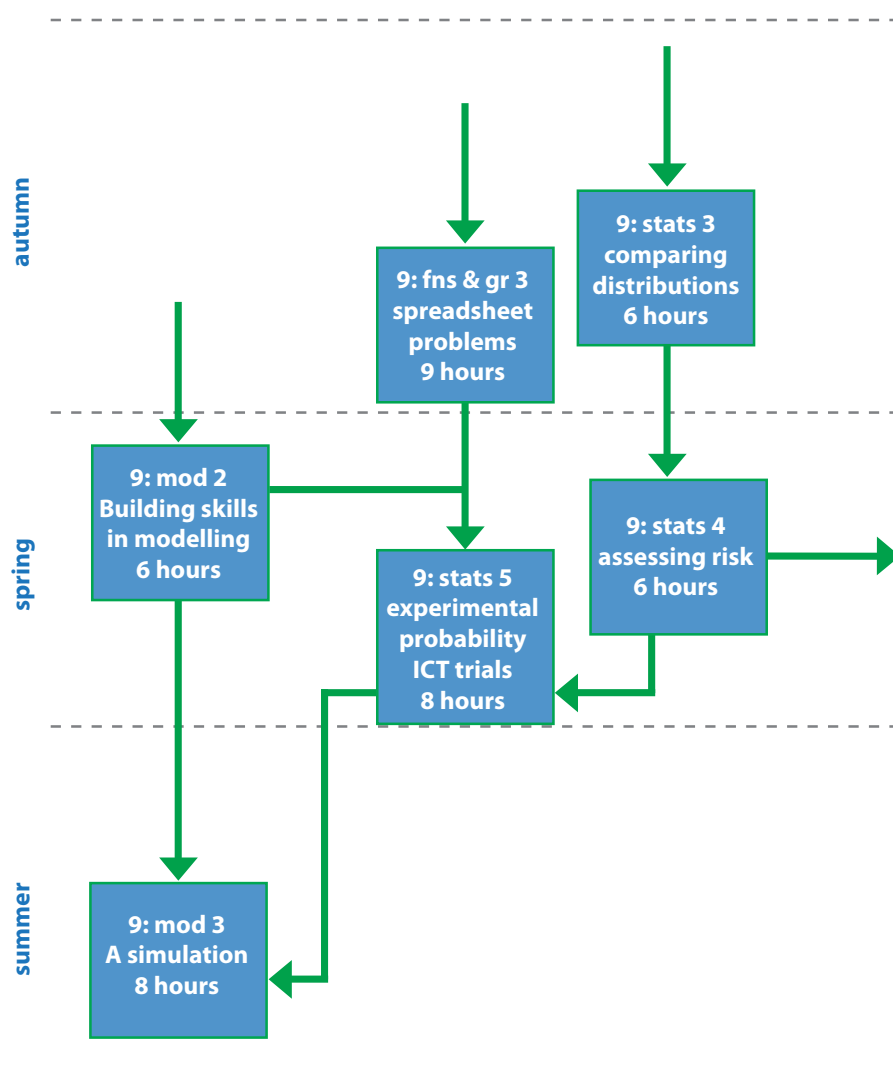 autumn
9: stats 3
comparing
distributions
6 hours
9: fns & gr 3
spreadsheet
problems
9 hours
spring
9: mod 2
Building skills
in modelling
6 hours
9: stats 4
assessing risk
6 hours
9: stats 5
experimental
probability
ICT trials
8 hours
summer
9: mod 3
A simulation
8 hours